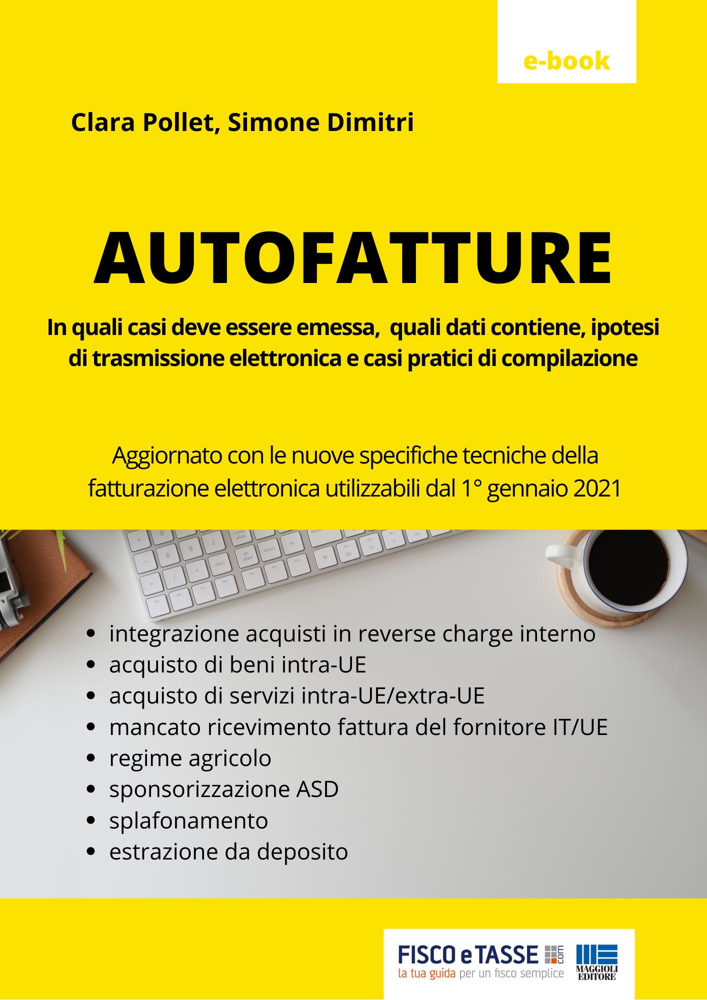 e-book
Clara Pollet, Simone Dimitri
AUTOFATTURE
In quali casi deve essere emessa, quali dati contiene, ipotesi
di trasmissione elettronica e casi pratici di compilazione
Aggiornato con le nuove specifiche tecniche della
fatturazione elettronica utilizzabili dal 1° gennaio 2021
• integrazione acquisti in reverse charge interno
• acquisto di beni intra-UE
• acquisto di servizi intra-UE/extra-UE
• mancato ricevimento fattura del fornitore IT/UE
• regime agricolo
• sponsorizzazione ASD
• splafonamento
• estrazione da deposito
FISCO e TASSE .com
la tua guida per un fisco semplice
MAGGIOLI
EDITORE